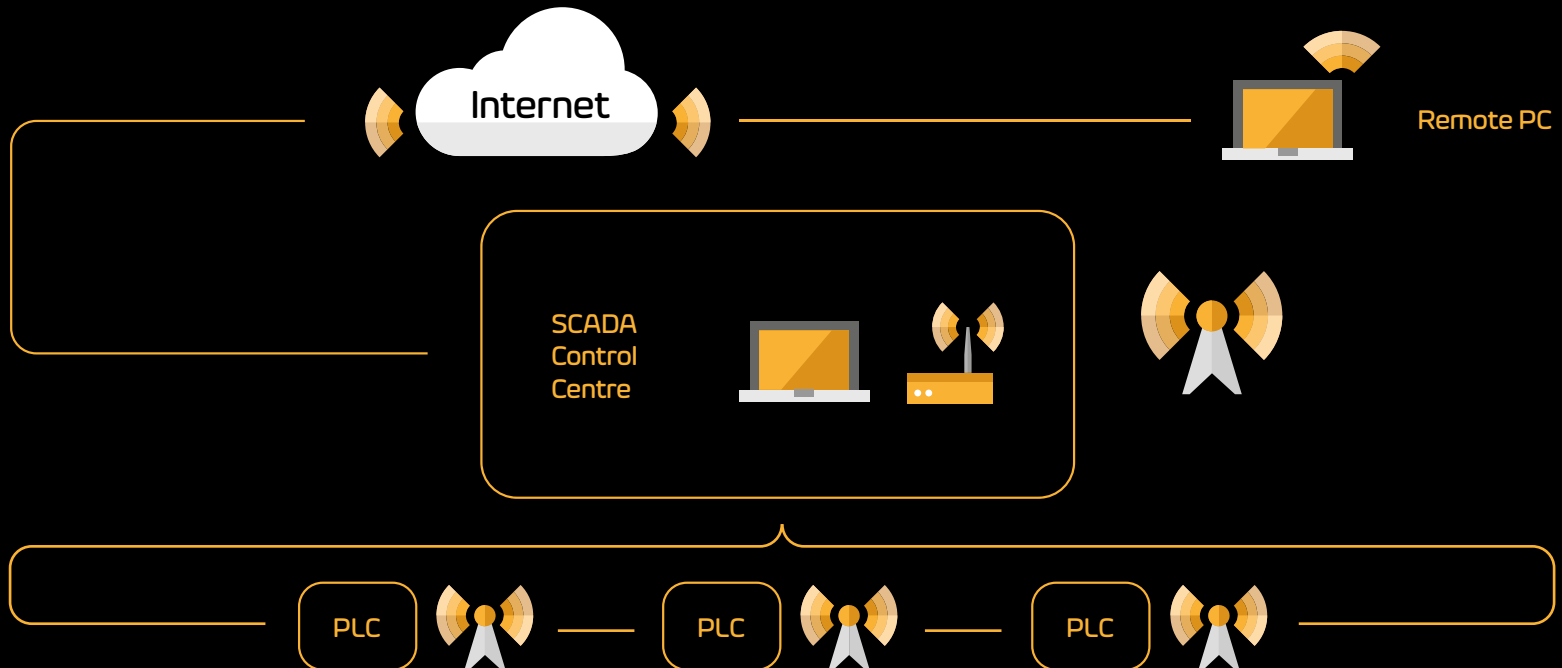 Internet
Remote PC
SCADA
Control
Centre
PLC
PLC
PLC